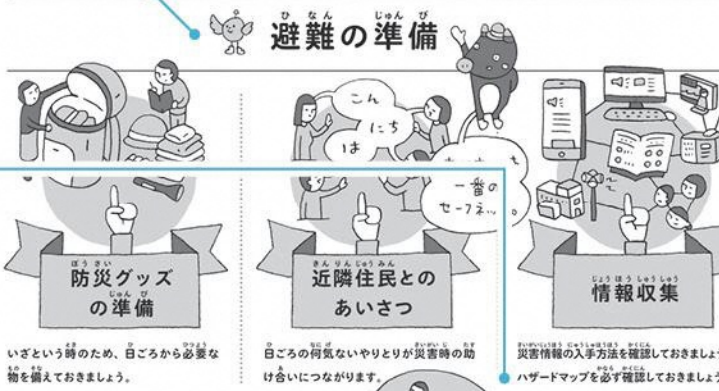 避難の準備
こん
にち
は
一番の
セーフネッ
防災グッズ
の準備
近隣住民との
あいさつ
情報収集
いざという時のため、日ごろから必要な
物を備えておきましょう。
日ごろの何気ないやりとりが災害時の助
け合いにつながります。
災害情報の入手方法を確認しておきましょ
ハザードマップを必ず確認しておきましょ